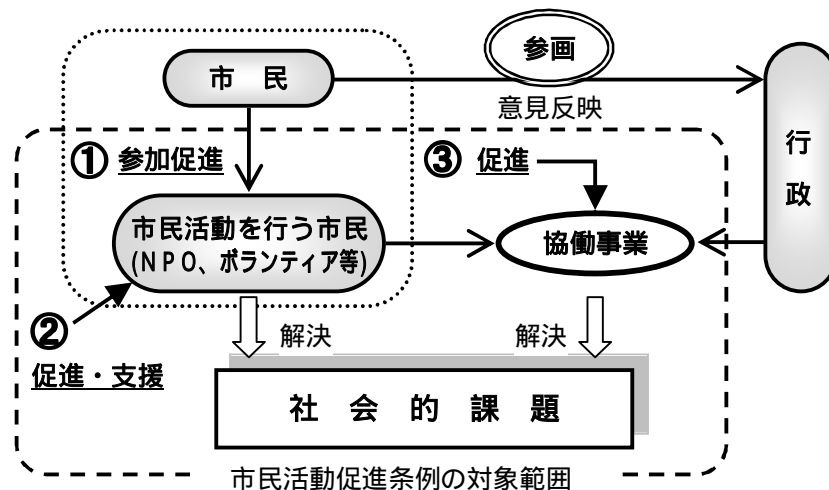 参画
市　民
意見反映
行
政
① 参加促進
③ 促進
市民活動を行う市民
(ＮＰＯ、ボランティア等)
協働事業
②
促進・支援
解決
解決
社　会　的　課　題
市民活動促進条例の対象範囲